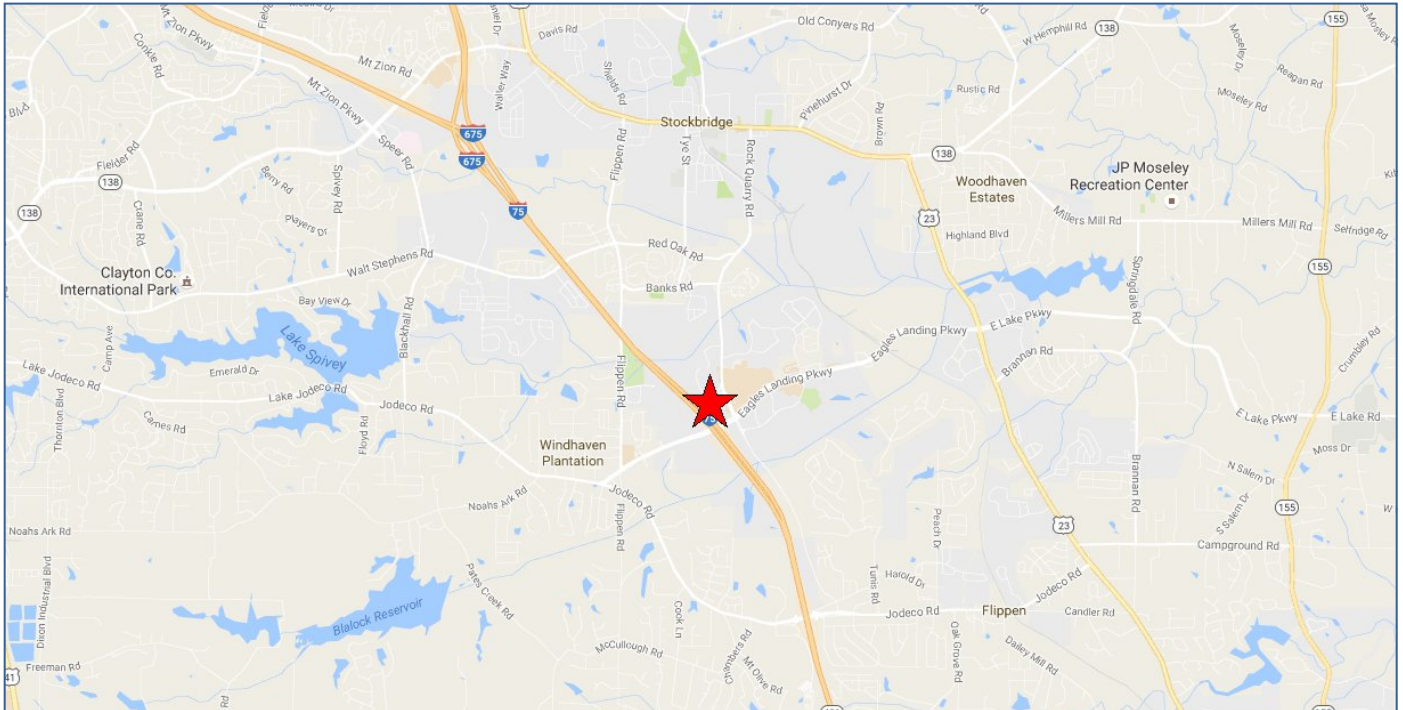 Mt Zion Pkwy
Conkle Rd
Mt Zion Rd
Waller Way
Davis Rd
Old Conyers Rd
W Hemphill Rd
138
155
Moseley Dr
Reagan Rd
Mt Zion Pkwy
Shields Rd
Pinehurst Dr
Rustic Rd
Moseley Rd
Blvd
Speer Rd
675
675
Flippen Rd
Stockbridge
Tye St
Rock Quarry Rd
Brown Rd
138
JP Moseley
Recreation Center
Fielder Rd
138
Berry Rd
Spivey Rd
Woodhaven
Estates
138
Crane Rd
Players Dr
75
23
Millers Mill Rd
Millers Mill Rd
Selfridge Rd
Highland Blvd
Red Oak Rd
Walt Stephens Rd
Clayton Co.
International Park
Banks Rd
Springdale Rd
155
Bay View Dr
Blackhall Rd
Lake Spivey
Camp Ave
Emerald Dr
Eagles Landing Pkwy
E Lake Pkwy
Crumbley Rd
Brannan Rd
Lake Jodeco Rd
Lake Jodeco Rd
Jodeco Rd
Flippen Rd
Eagles Landing Pkwy
Thornton Blvd
Carnes Rd
Floyd Rd
75
E Lake Pkwy
E Lake Rd
Windhaven
Plantation
Moss Dr
Brannan Rd
N Salem Dr
Noahs Ark Rd
Jodeco Rd
S Salem Dr
155
W
Noahs Ark Rd
Flippen Rd
Peach Dr
23
Campground Rd
Dixon Industrial Blvd
Pates Creek Rd
Tunis Rd
Harold Dr
Jodeco Rd
Blalock Reservoir
Cook Ln
Jodeco Rd
Flippen
Candler Rd
McCullough Rd
Chambers Rd
Mt Olive Rd
Oak Grove Rd
Dailey Mill Rd
Freeman Rd
41
Rd